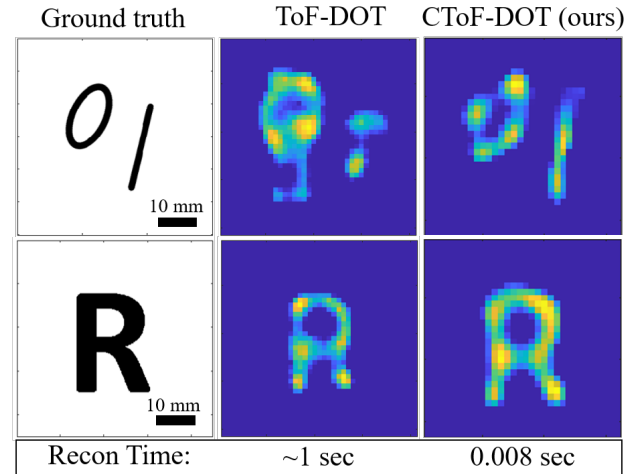 Ground truth ToF-DOT CToF-DOT (ours)
01
10 mm
R
10 mm
Recon Time: ~1 sec 0.008 sec